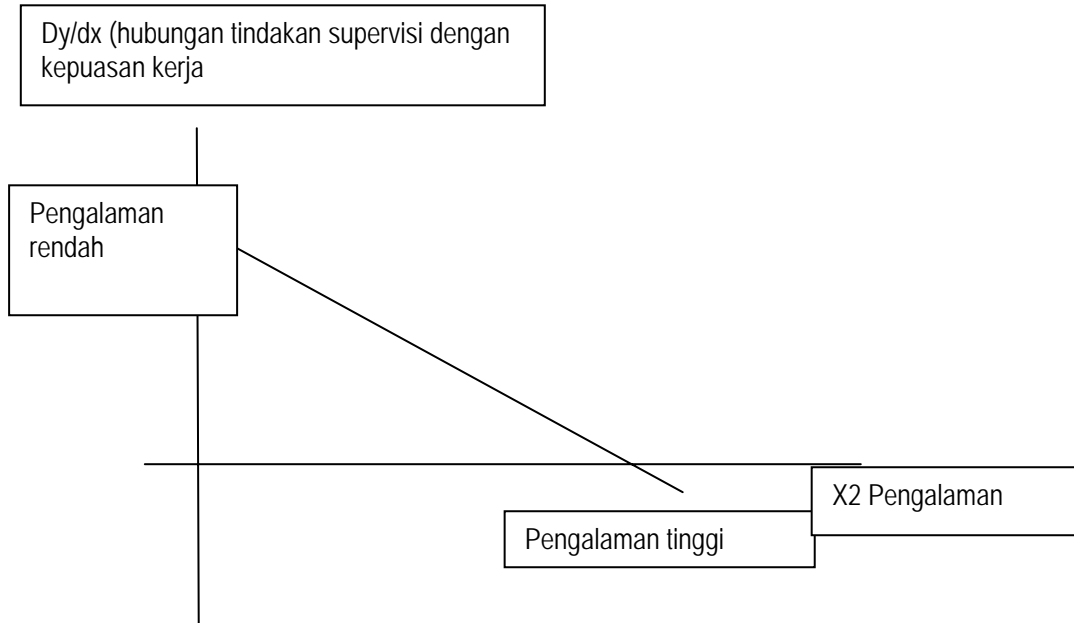 Dy/dx (hubungan tindakan supervisi dengan
kepuasan kerja
Pengalaman
rendah
X2 Pengalaman
Pengalaman tinggi